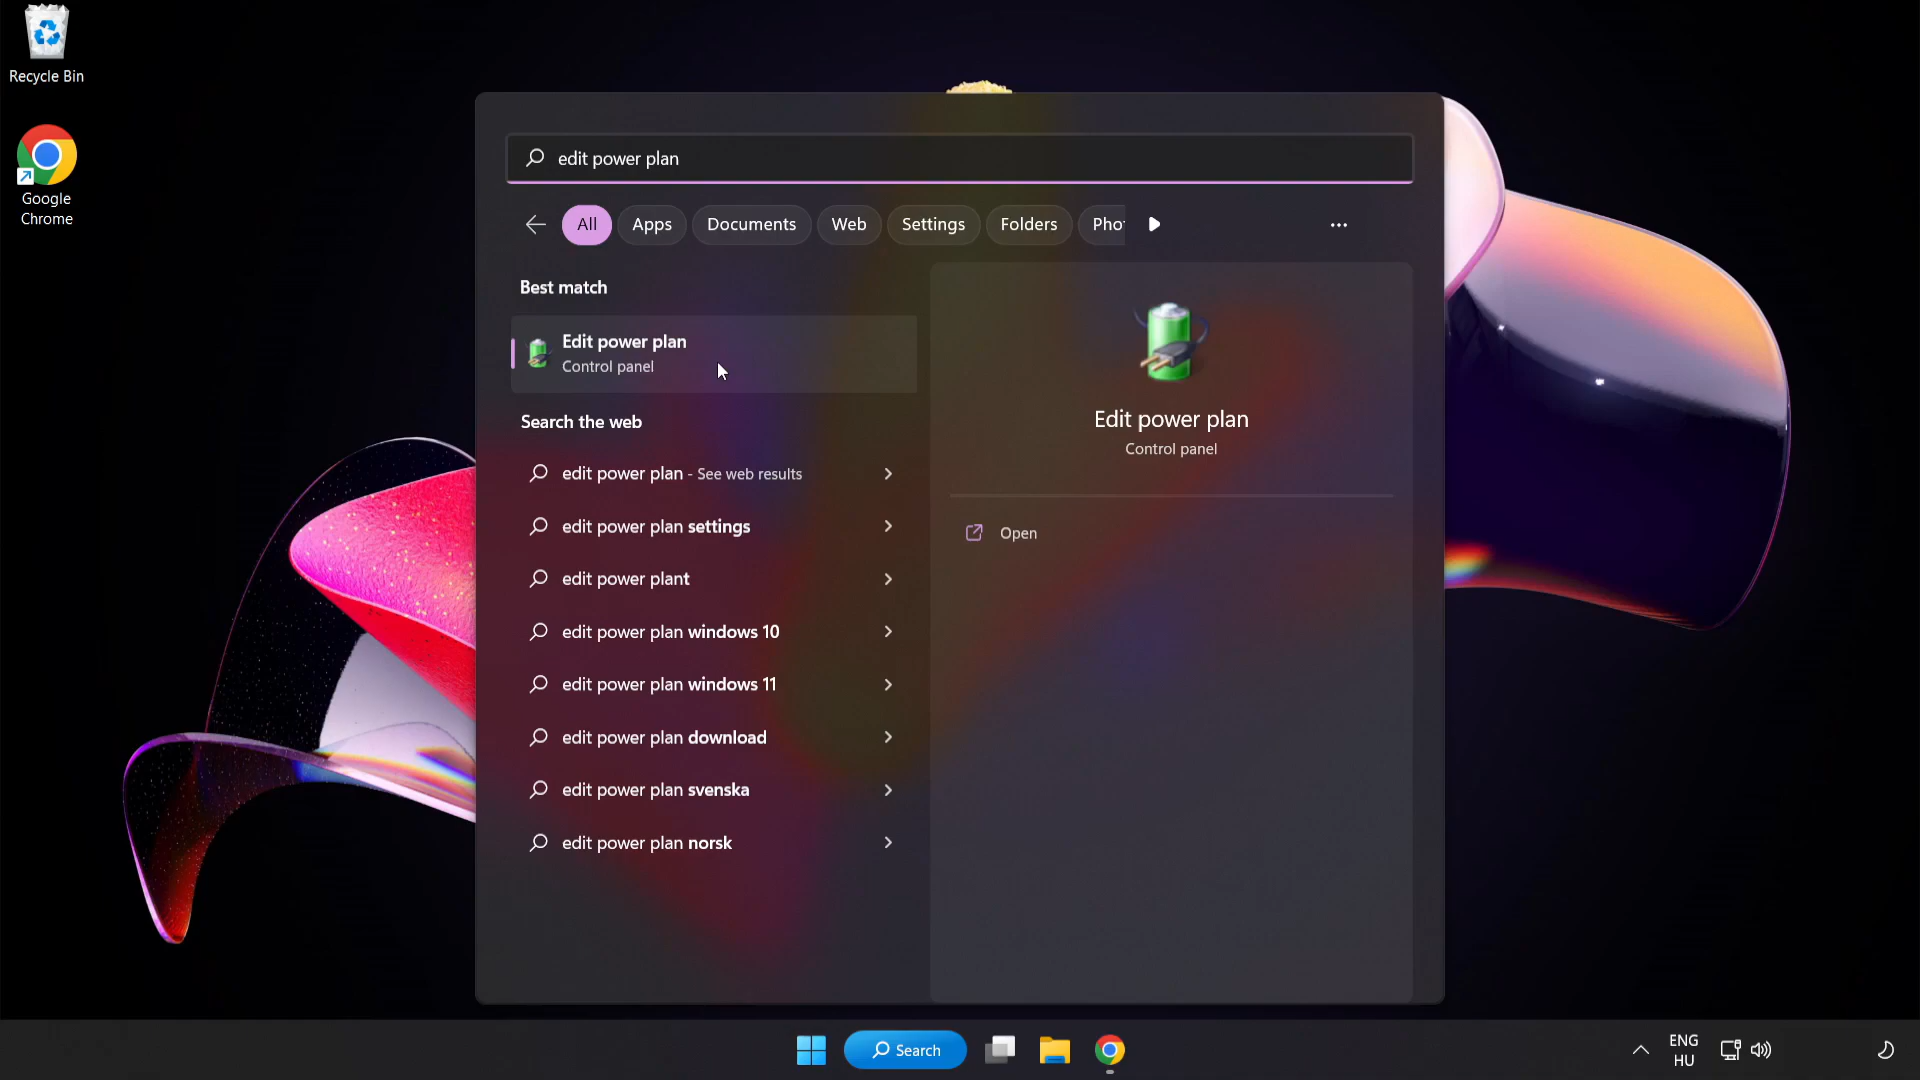 Recycle Bin
Google
Chrome
edit power plan
All
Apps
Documents
Web
Settings
Folders
Pho
Best match
Edit power plan
Control panel
Search the web
edit power plan - See web results
edit power plan settings
edit power plant
edit power plan windows 10
edit power plan windows 11
edit power plan download
edit power plan svenska
edit power plan norsk
Edit power plan
Control panel
Open
Search
ENG
HU